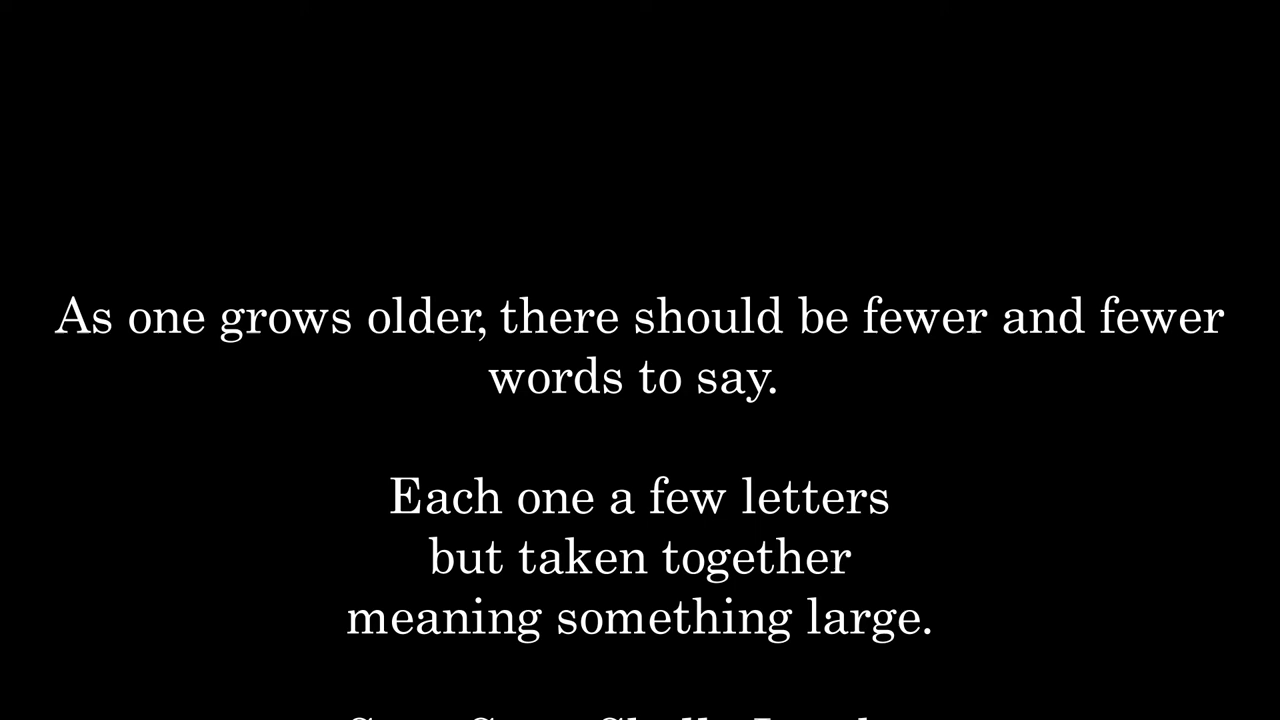 As one grows older, there should be fewer and fewer
words to say.
Each one a few letters
but taken together
meaning something large.